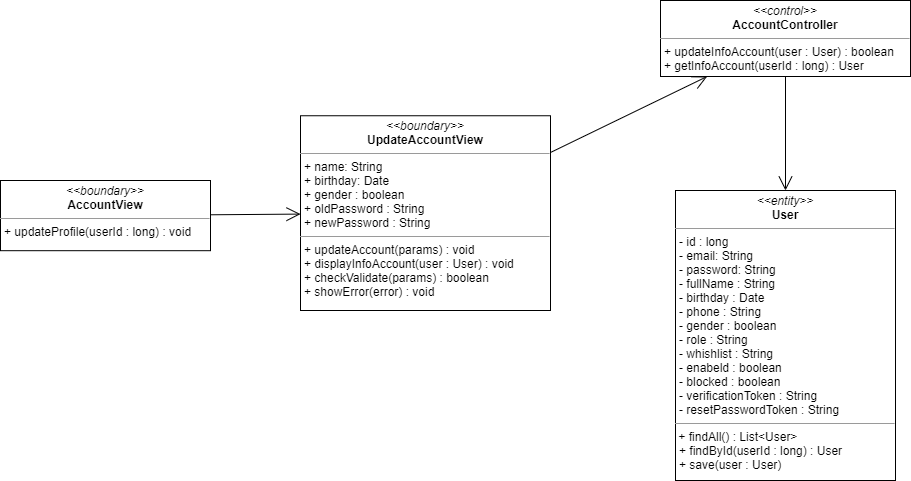 <<control>>
AccountController
+ updateInfoAccount(user : User) : boolean
+ getInfoAccount(userId : long) : User
<<boundary>>
UpdateAccountView
+ name: String
+ birthday: Date
+ gender : boolean
+ oldPassword : String
+ newPassword : String
+ updateAccount(params) : void
+ displayInfoAccount(user : User) : void
+ checkValidate(params) : boolean
+ showError(error) : void
<<boundary>>
AccountView
+ updateProfile(userId : long) : void
<<entity>>
User
- id : long
- email: String
- password: String
- fullName : String
- birthday : Date
- phone : String
- gender : boolean
- role : String
- whishlist : String
- enabeld : boolean
- blocked : boolean
- verificationToken : String
- resetPasswordToken : String
+ findAll() : List<User>
+ findById(userId : long) : User
+ save(user : User)